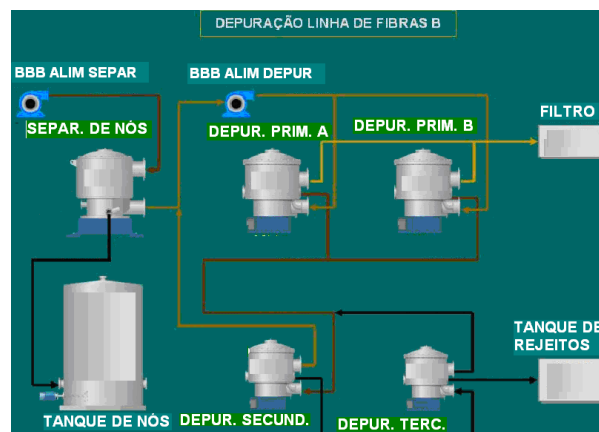 DEPURAÇÃO LINHA DE FIBRAS B
BBB ALIM SEPAR
BBB ALIM DEPUR
SEPAR. DE NÓS
DEPUR. PRIM. A
DEPUR. PRIM. B
FILTRO
TANQUE DE
REJEITOS
TANQUE DE NÓS
DEPUR. SECUND.
DEPUR. TERC.